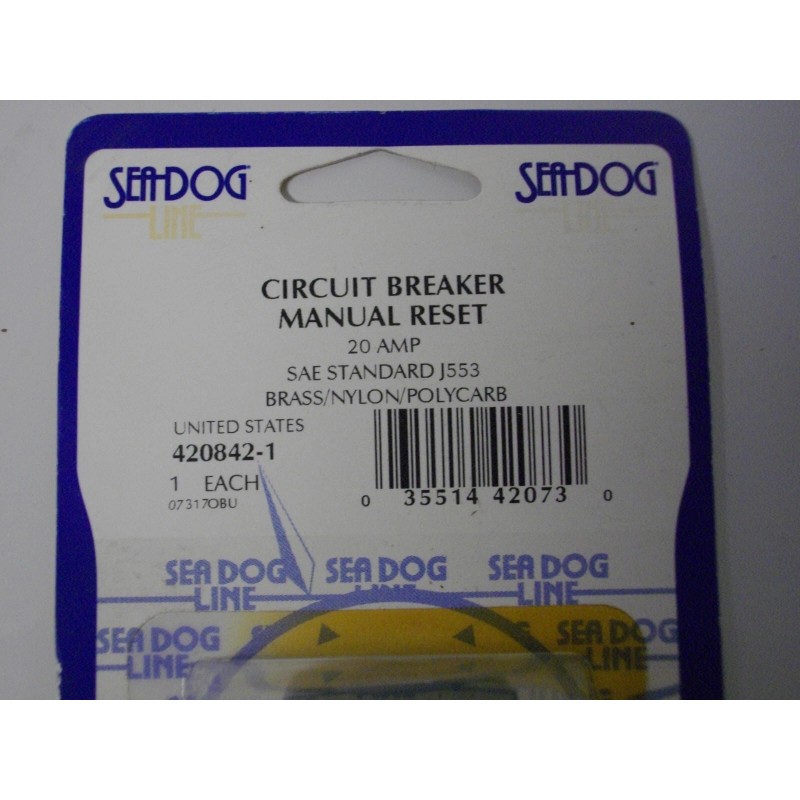 SEA-DOG SEA-DOG
LINE LINE
CIRCUIT BREAKER
MANUAL RESET
20 AMP
SAE STANDARD J553
BRASS/NYLON/POLYCARB
UNITED STATES
420842-1
1 EACH
07317OBU
0 35514 42073 0
SEA DOG SEA DOG SEA DOG
LINE LINE LINE
SEA DOG SEA DOG
LINE LINE